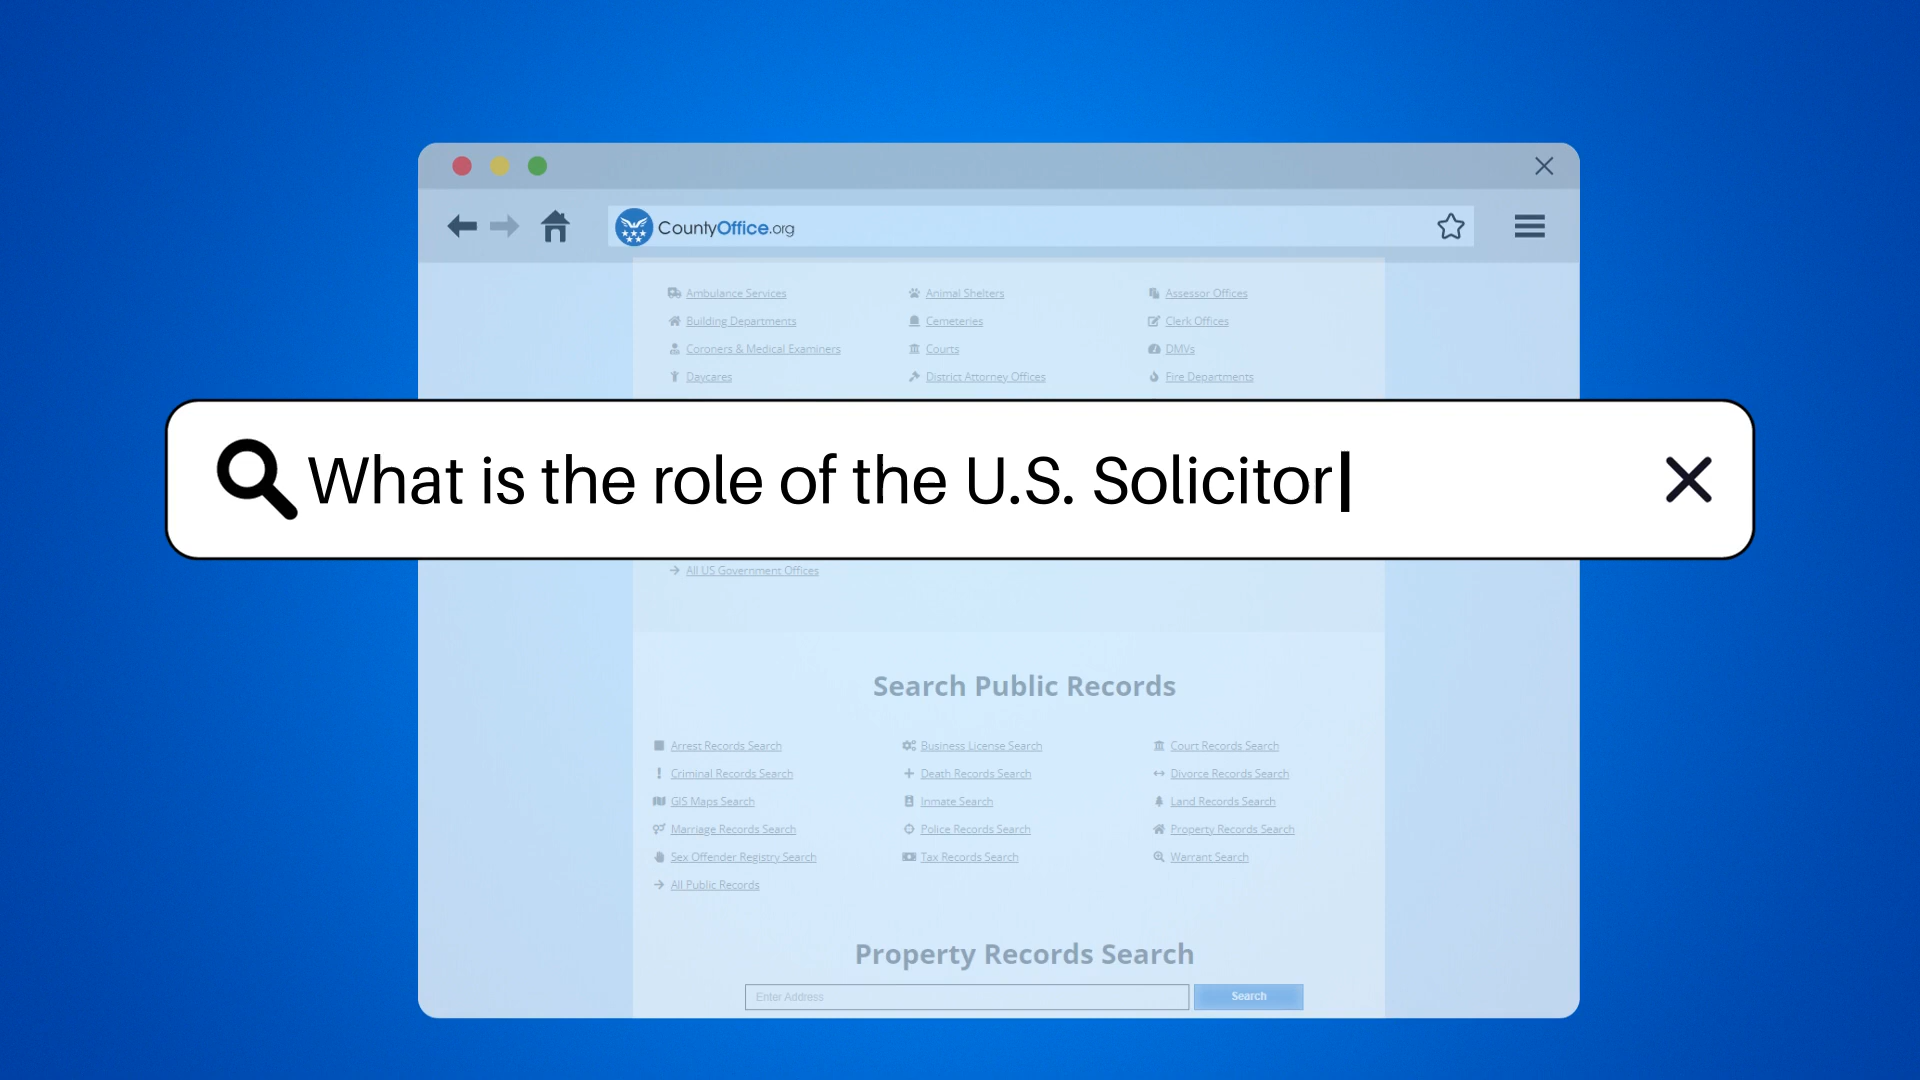 CountyOffice.org
Ambulance Services Animal Shelters Assessor Offices
Building Departments Cemeteries Clerk Offices
Coroners & Medical Examiners Courts DMVs
Daycares District Attorney Offices Fire Departments
What is the role of the U.S. Solicitor
All US Government Offices
Search Public Records
Arrest Records Search Business License Search Court Records Search
Criminal Records Search Death Records Search Divorce Records Search
GIS Maps Search Inmate Search Land Records Search
Marriage Records Search Police Records Search Property Records Search
Sex Offender Registry Search Tax Records Search Warrant Search
All Public Records
Property Records Search
Enter Address Search